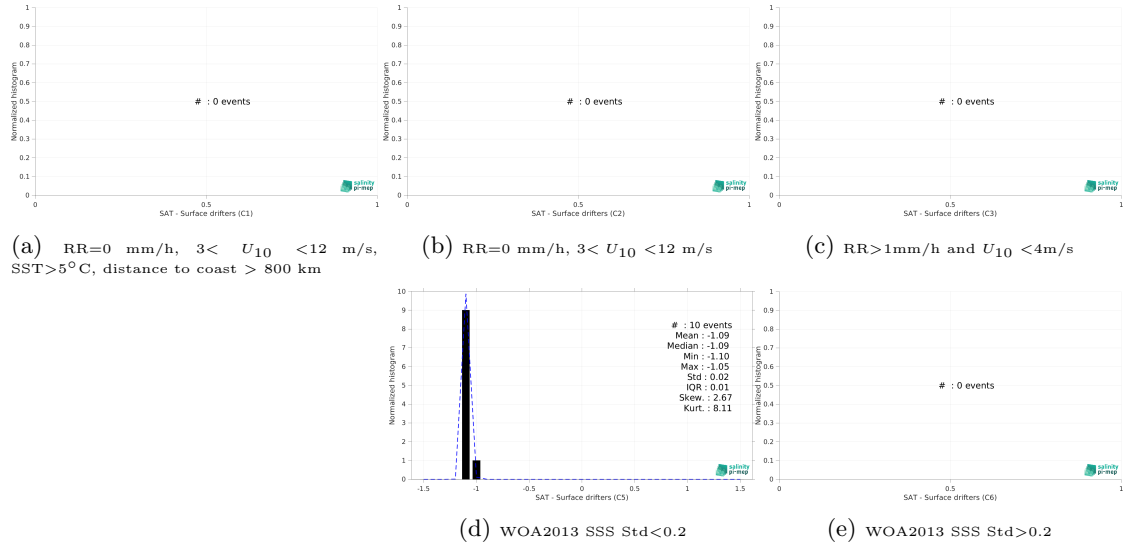 1
0.9
0.8
0.7
0.6
0.5
0.4
0.3
0.2
0.1
0
Normalized histogram
# : 0 events
salinity
pi-mep
0 0.5 1
SAT - Surface drifters (C1)
(a) RR=0 mm/h, 3< U10 <12 m/s,
SST>5°C, distance to coast > 800 km
1
0.9
0.8
0.7
0.6
0.5
0.4
0.3
0.2
0.1
0
Normalized histogram
# : 0 events
salinity
pi-mep
0 0.5 1
SAT - Surface drifters (C2)
(b) RR=0 mm/h, 3< U10 <12 m/s
1
0.9
0.8
0.7
0.6
0.5
0.4
0.3
0.2
0.1
0
Normalized histogram
# : 0 events
salinity
pi-mep
0 0.5 1
SAT - Surface drifters (C3)
(c) RR>1mm/h and U10 <4m/s
10
9
8
7
6
5
4
3
2
1
0
Normalized histogram
# : 10 events
Mean : -1.09
Median : -1.09
Min : -1.10
Max : -1.05
Std : 0.02
IQR : 0.01
Skew. : 2.67
Kurt. : 8.11
salinity
pi-mep
-1.5 -1 -0.5 0 0.5 1 1.5
SAT - Surface drifters (C5)
(d) WOA2013 SSS Std<0.2
1
0.9
0.8
0.7
0.6
0.5
0.4
0.3
0.2
0.1
0
Normalized histogram
# : 0 events
salinity
pi-mep
0 0.5 1
SAT - Surface drifters (C6)
(e) WOA2013 SSS Std>0.2